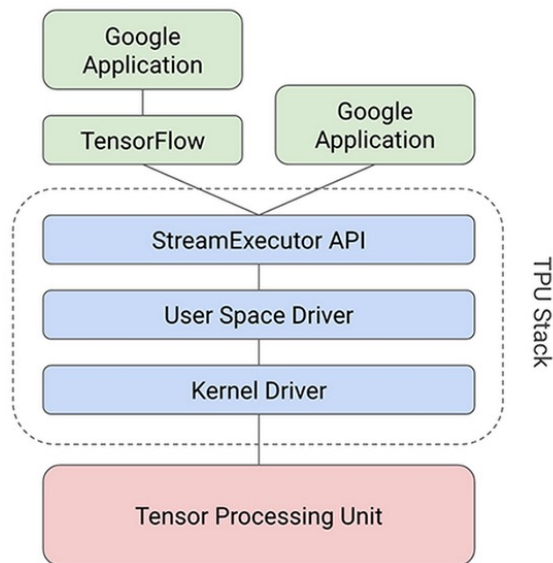 Google
Application
TensorFlow
Google
Application
StreamExecutor API
User Space Driver
Kernel Driver
TPU Stack
Tensor Processing Unit